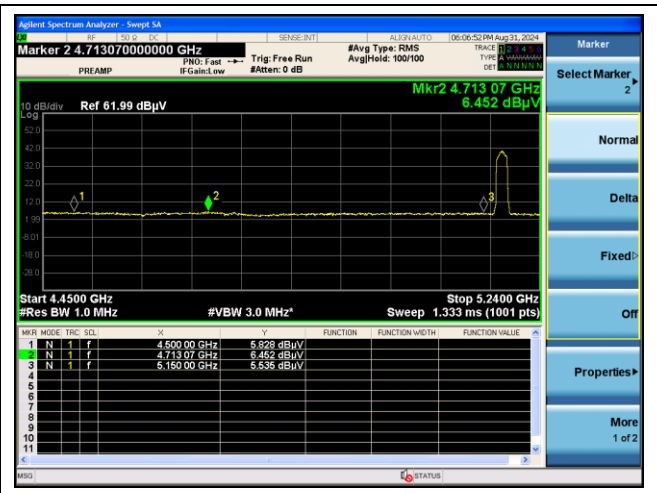 Agilent Spectrum Analyzer - Swept SA
RF 50 Ω DC SENSE:INT ALIGN AUTO 06:06:52 PM Aug 31, 2024
Marker 2 4.713070000000 GHz
PREAMP
PNO: Fast
IFGain:Low
Trig: Free Run
#Atten: 0 dB
#Avg Type: RMS
Avg|Hold: 100/100
TRACE 1 2 3 4 5 6
TYPE A WWWWW
DET A N N N N N
Mkr2 4.713 07 GHz
6.452 dBµV
10 dB/div Ref 61.99 dBµV
Log
52.0
42.0
32.0
22.0
12.0
1.99
-8.01
-18.0
-28.0
1
2
3
Start 4.4500 GHz Stop 5.2400 GHz
#Res BW 1.0 MHz #VBW 3.0 MHz* Sweep 1.333 ms (1001 pts)
MKR MODE TRC SCL X Y FUNCTION FUNCTION WIDTH FUNCTION VALUE
1 N 1 f 4.500 00 GHz 5.828 dBµV
2 N 1 f 4.713 07 GHz 6.452 dBµV
3 N 1 f 5.150 00 GHz 5.535 dBµV
4
5
6
7
8
9
10
11
MSG STATUS
Marker
Select Marker
2
Normal
Delta
Fixed
Off
Properties
More
1 of 2